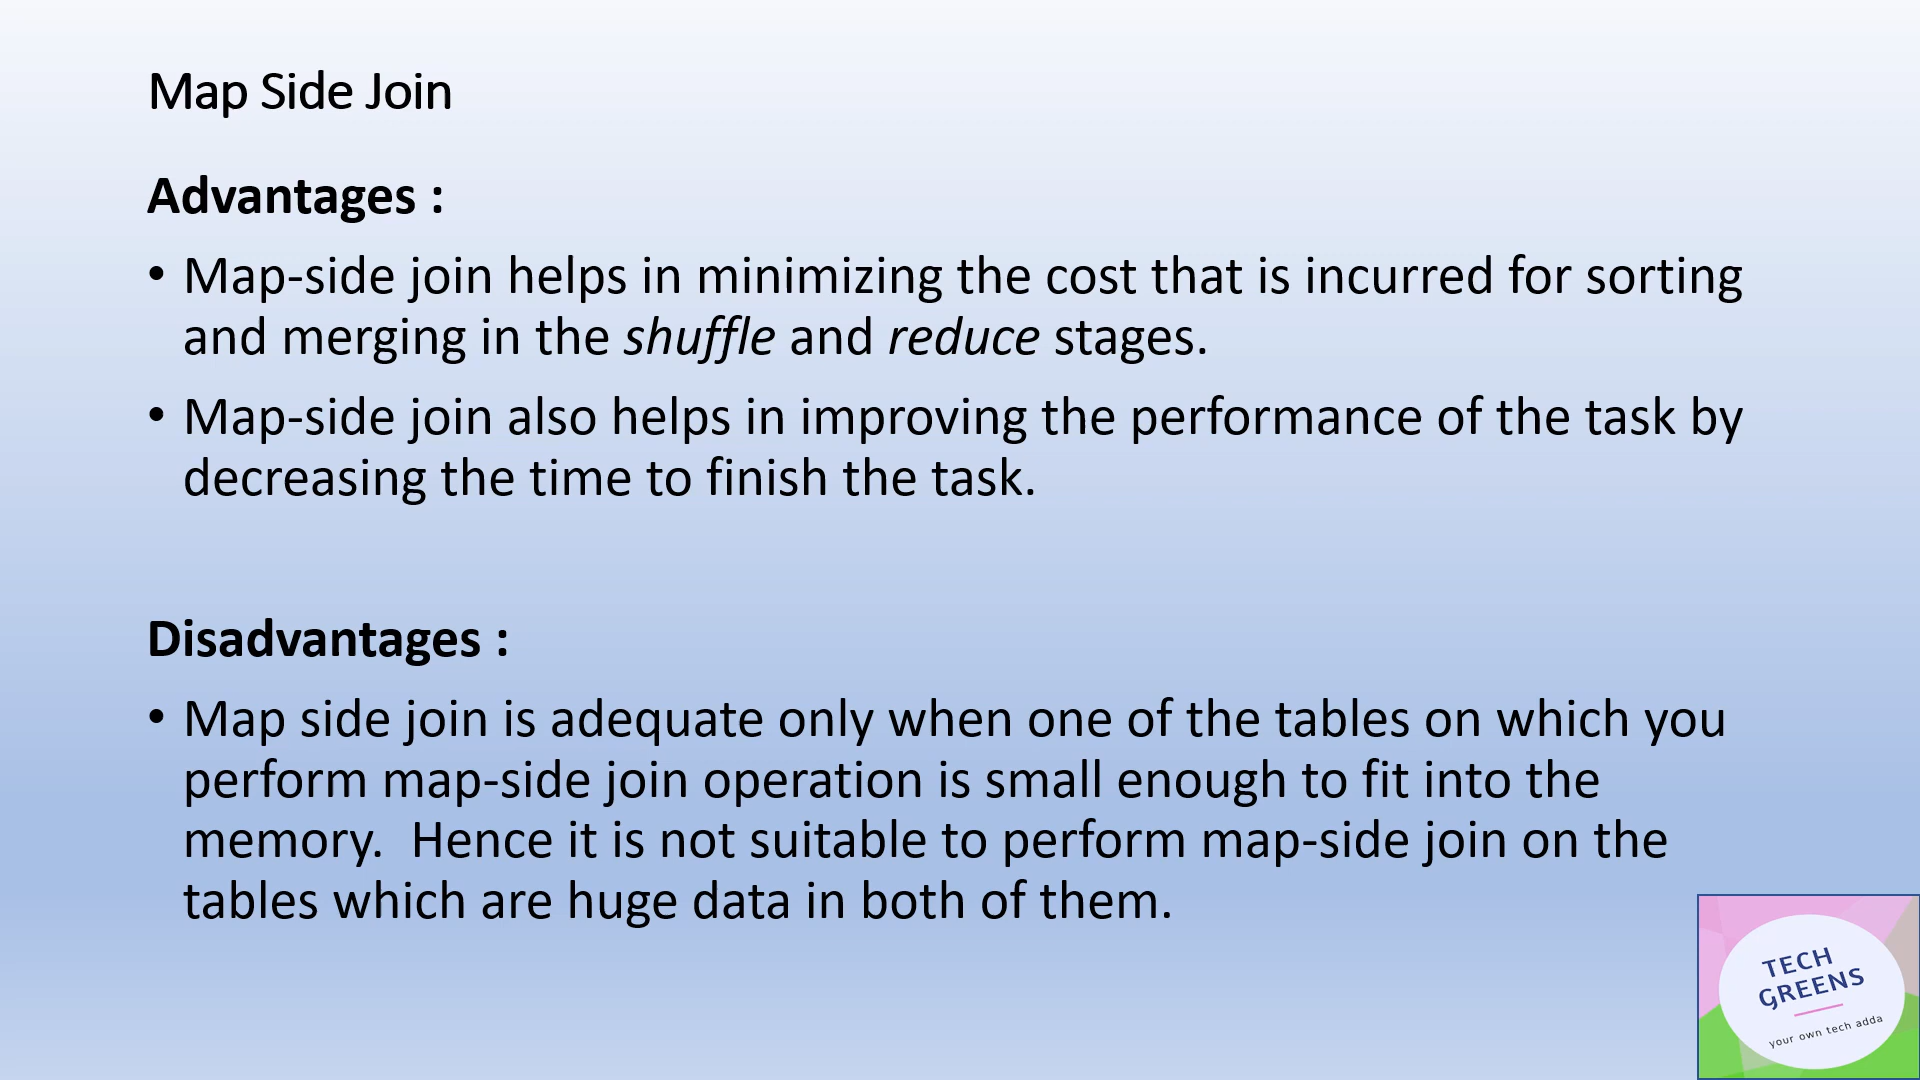 Map Side Join
Advantages :
• Map-side join helps in minimizing the cost that is incurred for sorting
and merging in the shuffle and reduce stages.
• Map-side join also helps in improving the performance of the task by
decreasing the time to finish the task.
Disadvantages :
• Map side join is adequate only when one of the tables on which you
perform map-side join operation is small enough to fit into the
memory.  Hence it is not suitable to perform map-side join on the
tables which are huge data in both of them.
TECH
GREENS
your own tech adda